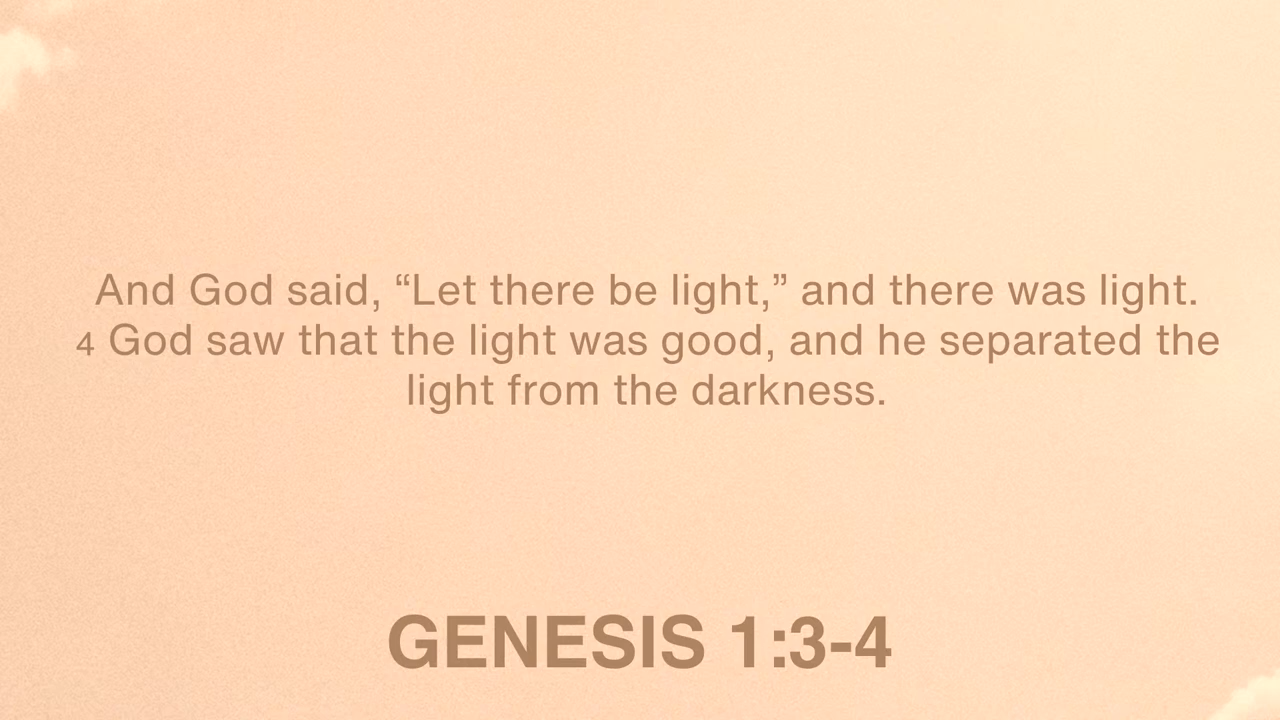 And God said, “Let there be light,” and there was light.
4 God saw that the light was good, and he separated the
light from the darkness.
GENESIS 1:3-4